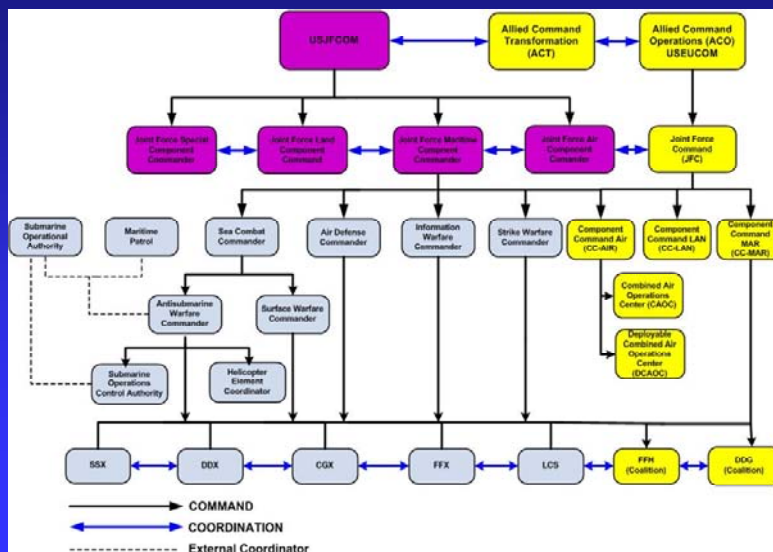 USJFCOM
Allied Command
Transformation
(ACT)
Allied Command
Operations (ACO)
USEUCOM
Joint Force Special
Component
Commander
Joint Force Land
Component
Command
Joint Force Maritime
Component
Commander
Joint Force Air
Component
Comander
Joint Force
Command
(JFC)
Submarine
Operational
Authority
Maritime
Patrol
Sea Combat
Commander
Air Defense
Commander
Information
Warfare
Commander
Strike Warfare
Commander
Component
Command Air
(CC-AIR)
Component
Command LAN
(CC-LAN)
Component
Command
MAR
(CC-MAR)
Antisubmarine
Warfare
Commander
Surface Warfare
Commander
Combined Air
Operations
Center (CAOC)
Submarine
Operations
Control Authority
Helicopter
Element
Coordinator
Deployable
Combined Air
Operations
Center
(DCAOC)
SSX
DDX
CGX
FFX
LCS
FFH
(Coalition)
DDG
(Coalition)
COMMAND
COORDINATION
External Coordinator